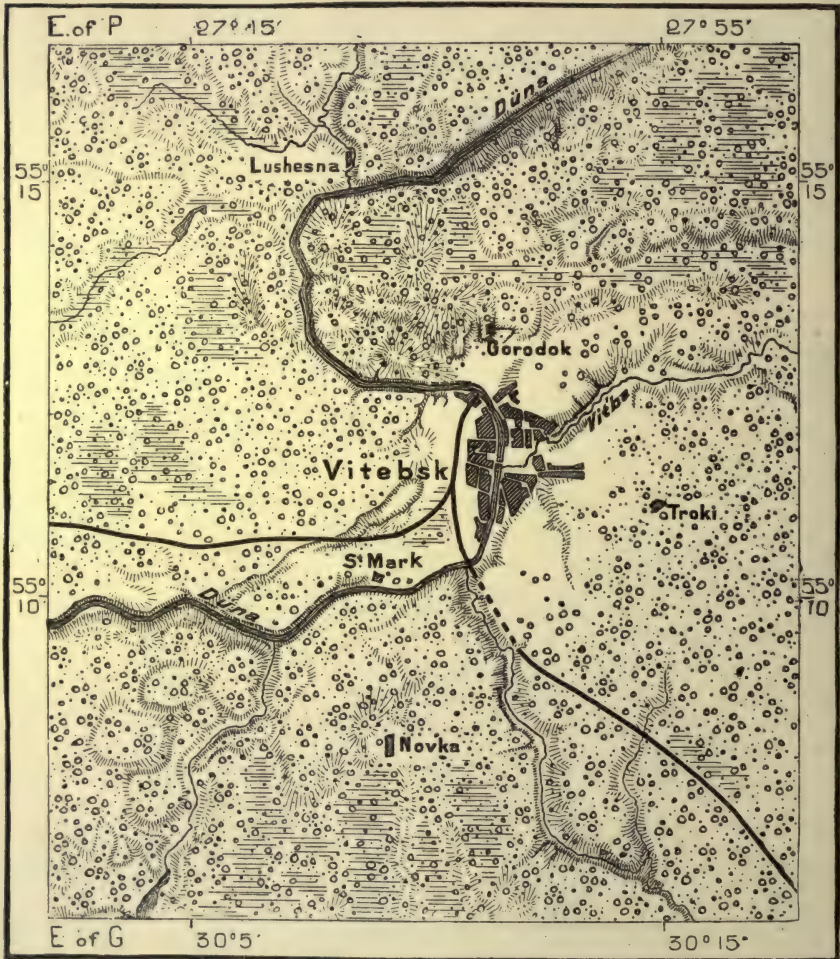 E. of P
27° 45′
27° 55′
Düna
55° 15
Lushesna
55° 15
Gorodok
Vitba
Vitebsk
Troki
St Mark
55° 10
55° 10
Düna
Novka
E of G
30° 5′
30° 15′